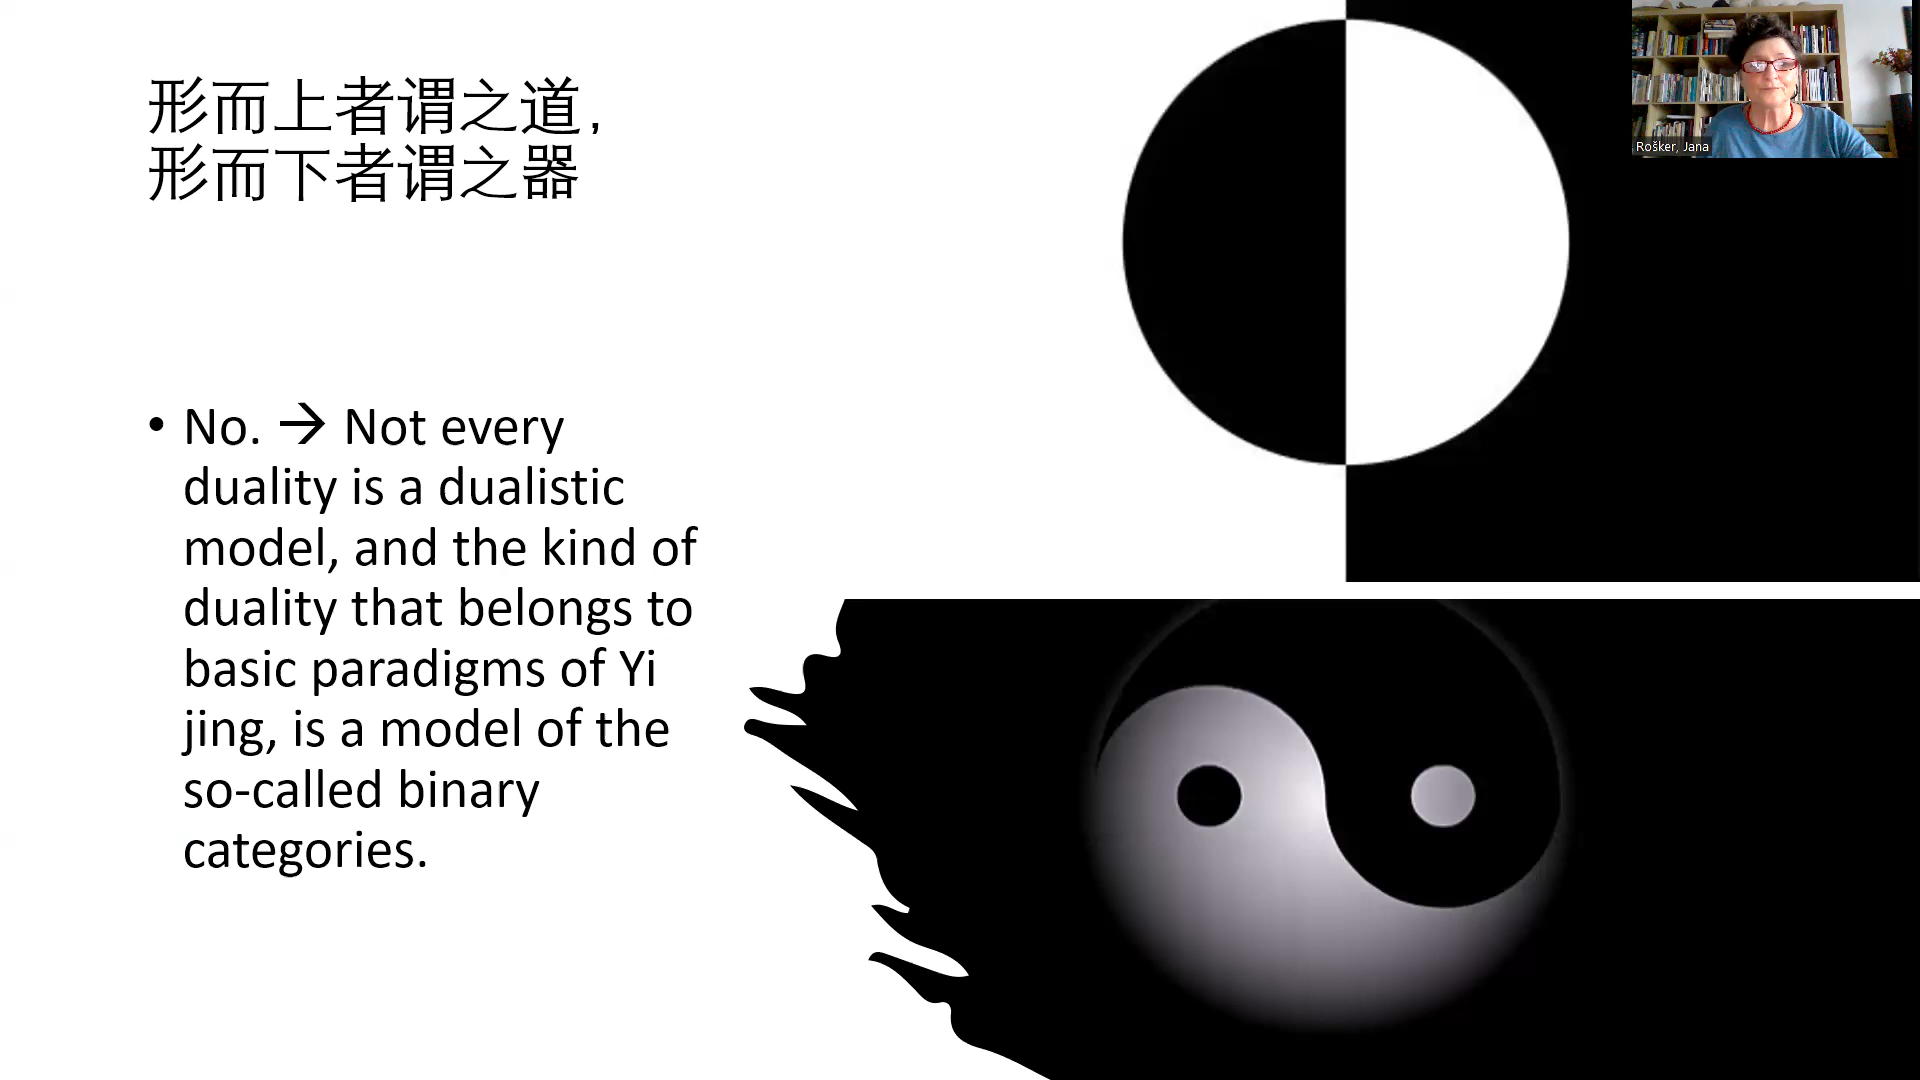 形而上者谓之道,
形而下者谓之器
• No. → Not every
duality is a dualistic
model, and the kind of
duality that belongs to
basic paradigms of Yi
jing, is a model of the
so-called binary
categories.
Rošker, Jana